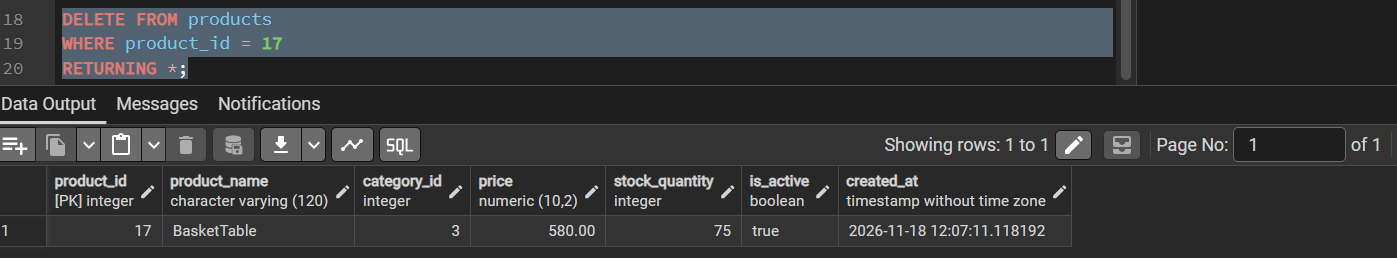 18 DELETE FROM products
19 WHERE product_id = 17
20 RETURNING *;
Data Output Messages Notifications
SQL Showing rows: 1 to 1 Page No: 1 of 1
product_id product_name category_id price stock_quantity is_active created_at
[PK] integer character varying (120) integer numeric (10,2) integer boolean timestamp without time zone
1 17 BasketTable 3 580.00 75 true 2026-11-18 12:07:11.118192